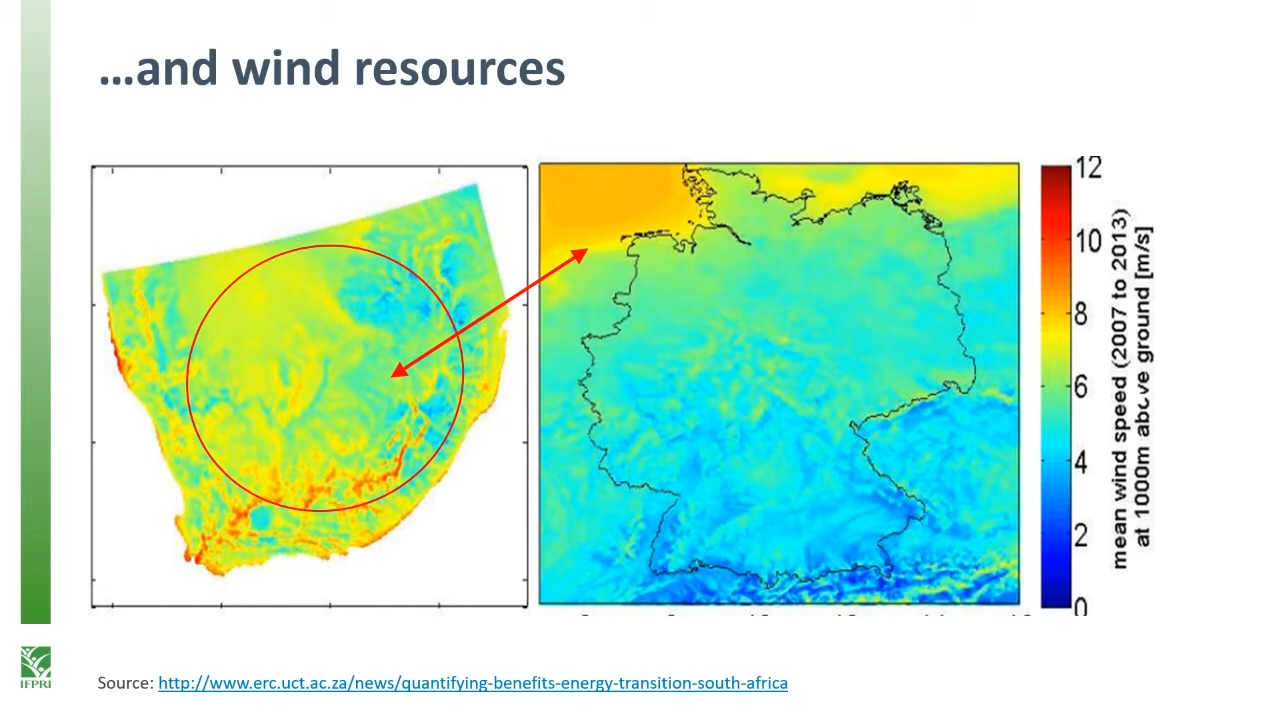 …and wind resources
12
10
8
6
4
2
0
mean wind speed (2007 to 2013)
at 1000m above ground [m/s]
IFPRI
Source: http://www.erc.uct.ac.za/news/quantifying-benefits-energy-transition-south-africa